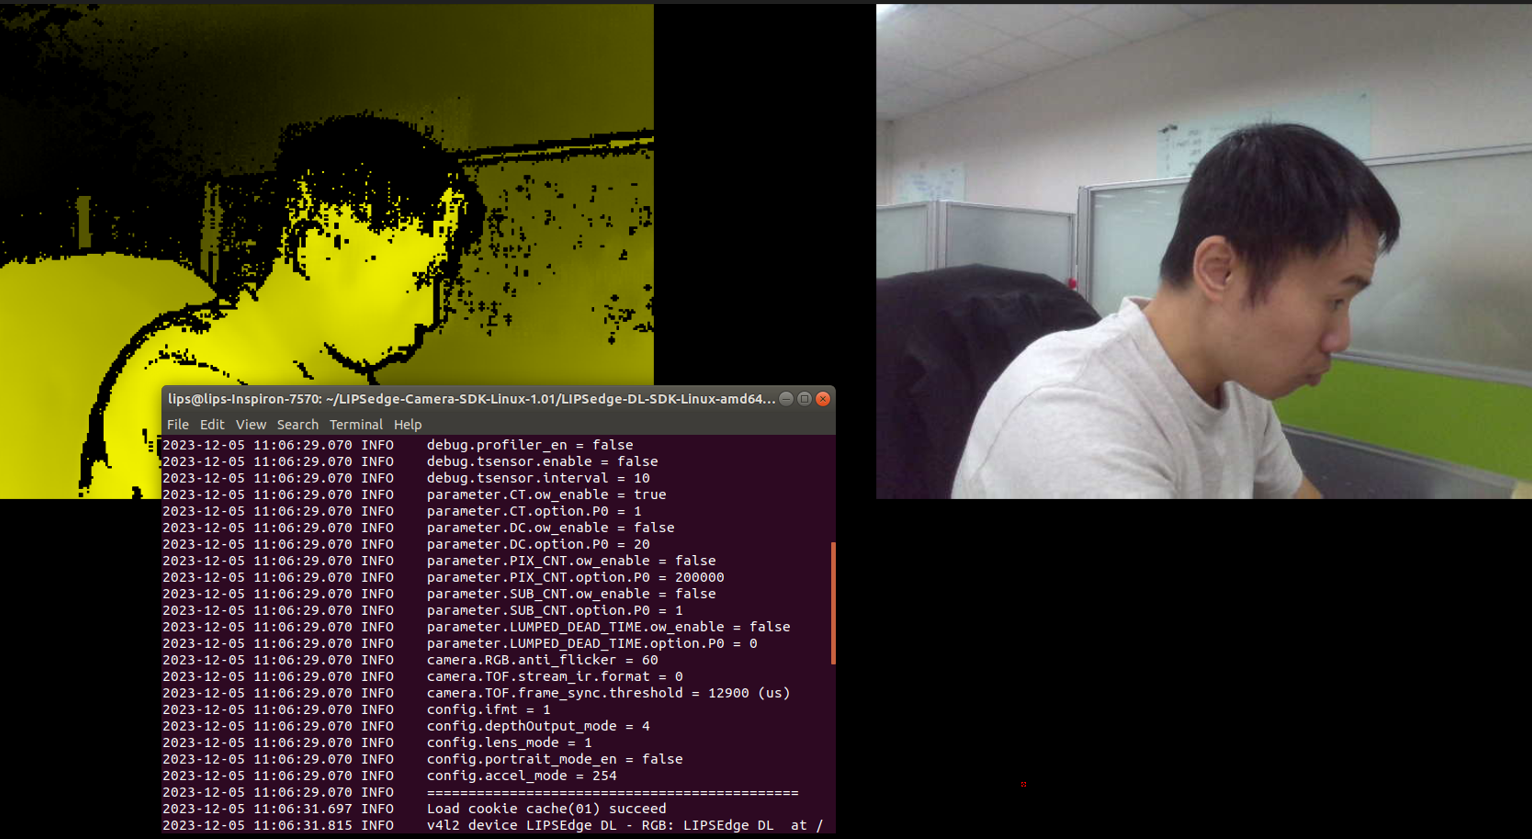 lips@lips-Inspiron-7570: ~/LIPSedge-Camera-SDK-Linux-1.01/LIPSedge-DL-SDK-Linux-amd64...
File Edit View Search Terminal Help
2023-12-05 11:06:29.070 INFO    debug.profiler_en = false
2023-12-05 11:06:29.070 INFO    debug.tsensor.enable = false
2023-12-05 11:06:29.070 INFO    debug.tsensor.interval = 10
2023-12-05 11:06:29.070 INFO    parameter.CT.ow_enable = true
2023-12-05 11:06:29.070 INFO    parameter.CT.option.P0 = 1
2023-12-05 11:06:29.070 INFO    parameter.DC.ow_enable = false
2023-12-05 11:06:29.070 INFO    parameter.DC.option.P0 = 20
2023-12-05 11:06:29.070 INFO    parameter.PIX_CNT.ow_enable = false
2023-12-05 11:06:29.070 INFO    parameter.PIX_CNT.option.P0 = 200000
2023-12-05 11:06:29.070 INFO    parameter.SUB_CNT.ow_enable = false
2023-12-05 11:06:29.070 INFO    parameter.SUB_CNT.option.P0 = 1
2023-12-05 11:06:29.070 INFO    parameter.LUMPED_DEAD_TIME.ow_enable = false
2023-12-05 11:06:29.070 INFO    parameter.LUMPED_DEAD_TIME.option.P0 = 0
2023-12-05 11:06:29.070 INFO    camera.RGB.anti_flicker = 60
2023-12-05 11:06:29.070 INFO    camera.TOF.stream_ir.format = 0
2023-12-05 11:06:29.070 INFO    camera.TOF.frame_sync.threshold = 12900 (us)
2023-12-05 11:06:29.070 INFO    config.ifmt = 1
2023-12-05 11:06:29.070 INFO    config.depthOutput_mode = 4
2023-12-05 11:06:29.070 INFO    config.lens_mode = 1
2023-12-05 11:06:29.070 INFO    config.portrait_mode_en = false
2023-12-05 11:06:29.070 INFO    config.accel_mode = 254
2023-12-05 11:06:29.070 INFO    =============================================
2023-12-05 11:06:31.697 INFO    Load cookie cache(01) succeed
2023-12-05 11:06:31.815 INFO    v4l2 device LIPSEdge DL - RGB: LIPSEdge DL  at /